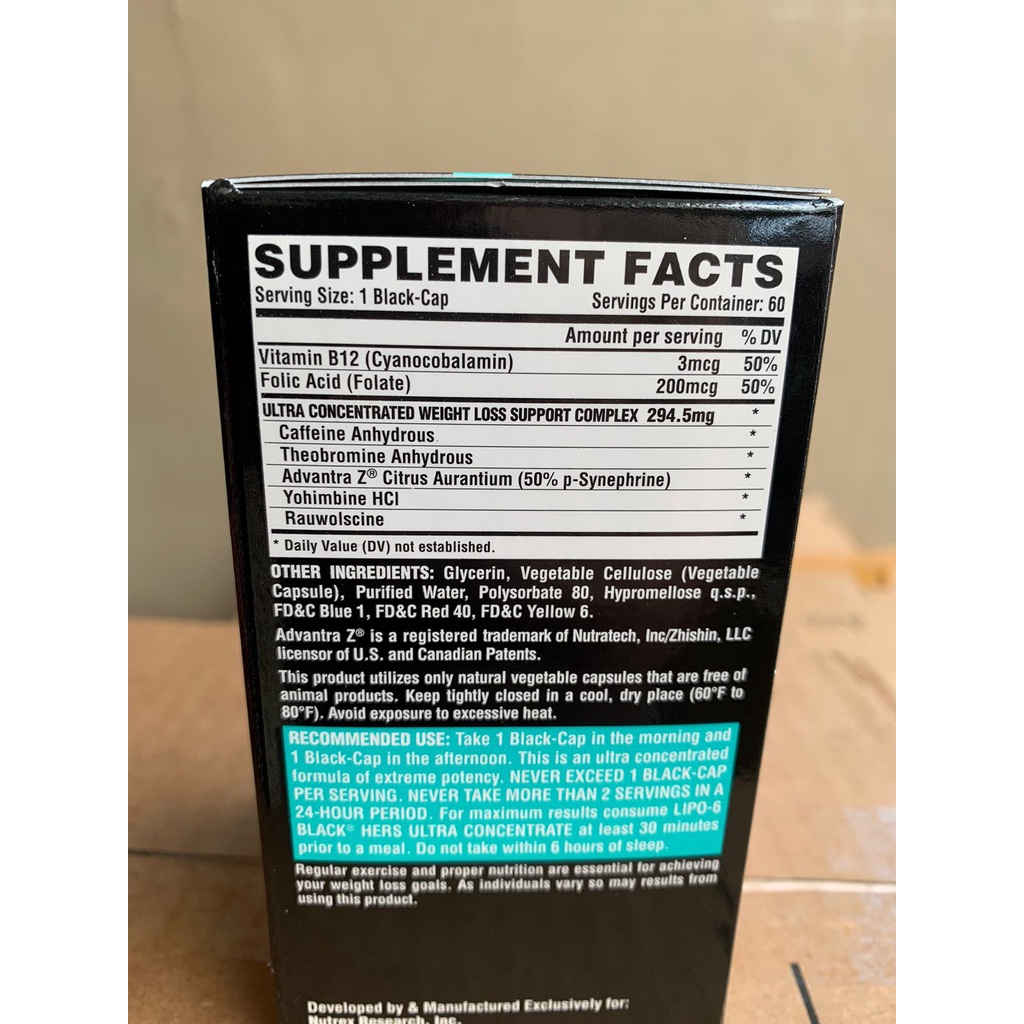 SUPPLEMENT FACTS
Serving Size: 1 Black-Cap Servings Per Container: 60
Amount per serving % DV
Vitamin B12 (Cyanocobalamin) 3mcg 50%
Folic Acid (Folate) 200mcg 50%
ULTRA CONCENTRATED WEIGHT LOSS SUPPORT COMPLEX 294.5mg *
Caffeine Anhydrous *
Theobromine Anhydrous *
Advantra Z® Citrus Aurantium (50% p-Synephrine) *
Yohimbine HCl *
Rauwolscine *
* Daily Value (DV) not established.
OTHER INGREDIENTS: Glycerin, Vegetable Cellulose (Vegetable
Capsule), Purified Water, Polysorbate 80, Hypromellose q.s.p.,
FD&C Blue 1, FD&C Red 40, FD&C Yellow 6.
Advantra Z® is a registered trademark of Nutratech, Inc/Zhishin, LLC
licensor of U.S. and Canadian Patents.
This product utilizes only natural vegetable capsules that are free of
animal products. Keep tightly closed in a cool, dry place (60°F to
80°F). Avoid exposure to excessive heat.
RECOMMENDED USE: Take 1 Black-Cap in the morning and
1 Black-Cap in the afternoon. This is an ultra concentrated
formula of extreme potency. NEVER EXCEED 1 BLACK-CAP
PER SERVING. NEVER TAKE MORE THAN 2 SERVINGS IN A
24-HOUR PERIOD. For maximum results consume LIPO-6
BLACK® HERS ULTRA CONCENTRATE at least 30 minutes
prior to a meal. Do not take within 6 hours of sleep.
Regular exercise and proper nutrition are essential for achieving
your weight loss goals. As individuals vary so may results from
using this product.
Developed by & Manufactured Exclusively for:
Nutrex Research, Inc.